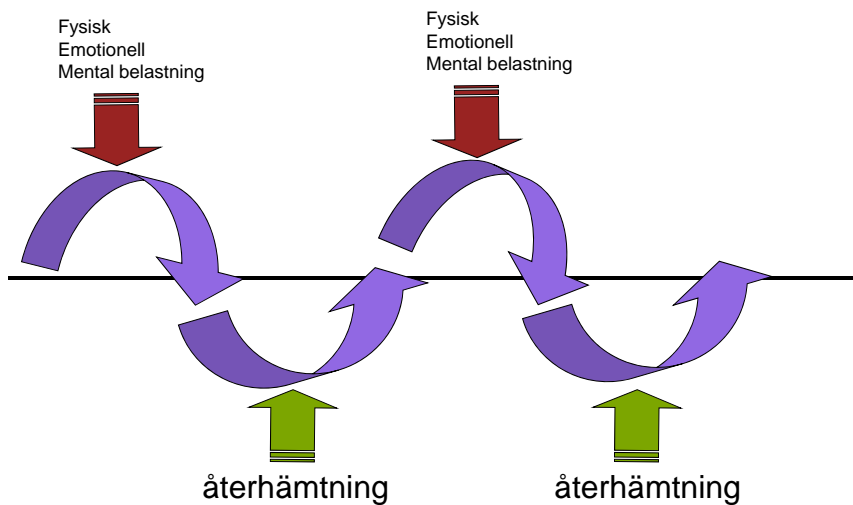 Fysisk
Emotionell
Mental belastning
Fysisk
Emotionell
Mental belastning
återhämtning
återhämtning